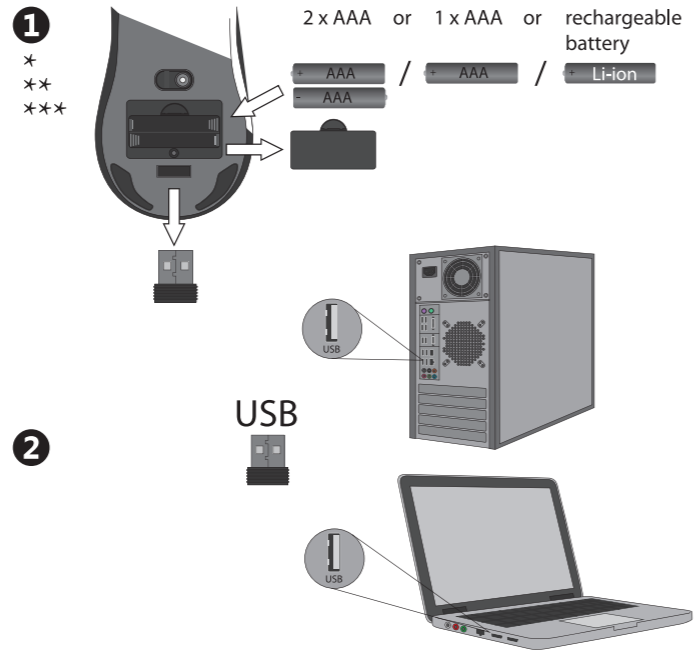 1
*
**
***
2 x AAA or 1 x AAA or rechargeable
battery
+ AAA / + AAA / + Li-ion
- AAA
USB
USB
2
USB